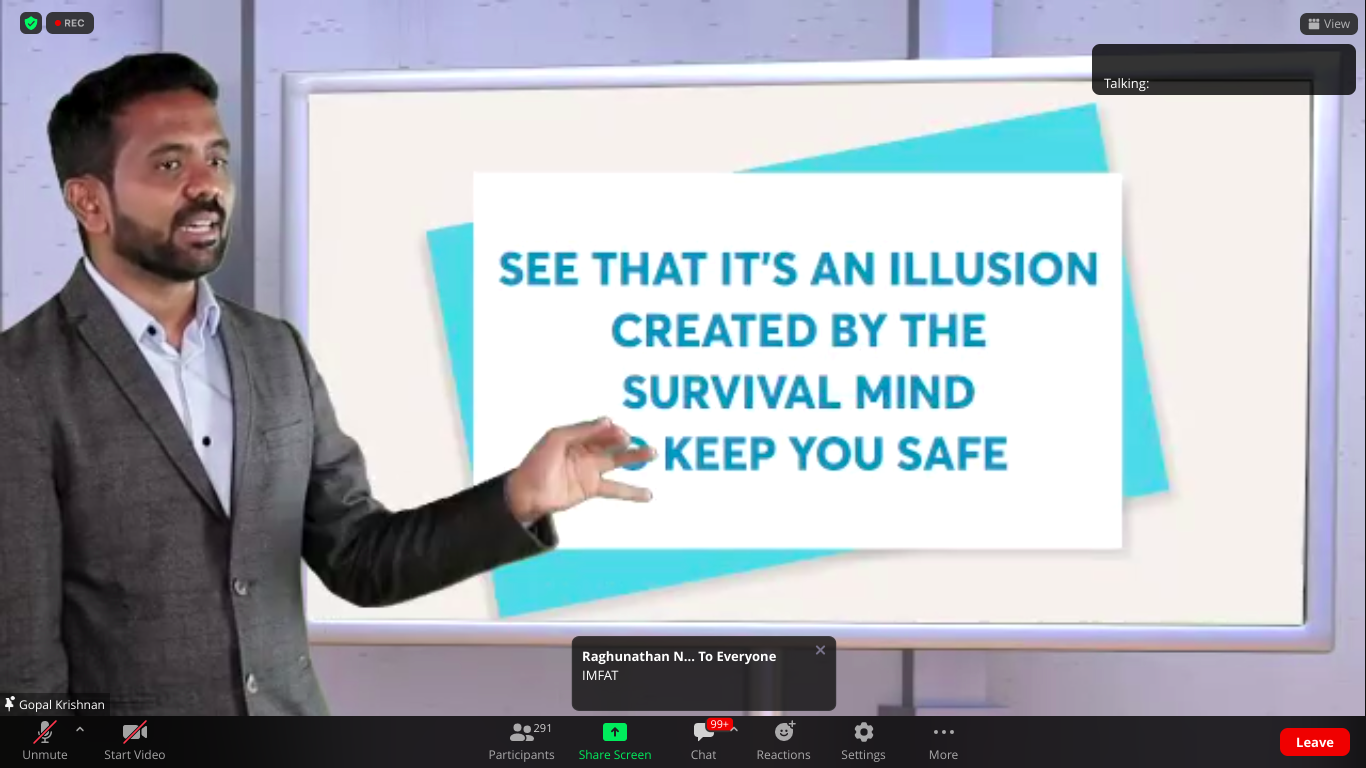 REC
View
Talking:
SEE THAT IT'S AN ILLUSION
CREATED BY THE
SURVIVAL MIND
KEEP YOU SAFE
Raghunathan N... To Everyone
IMFAT
Gopal Krishnan
Unmute
Start Video
291
Participants
Share Screen
99+
Chat
Reactions
Settings
More
Leave